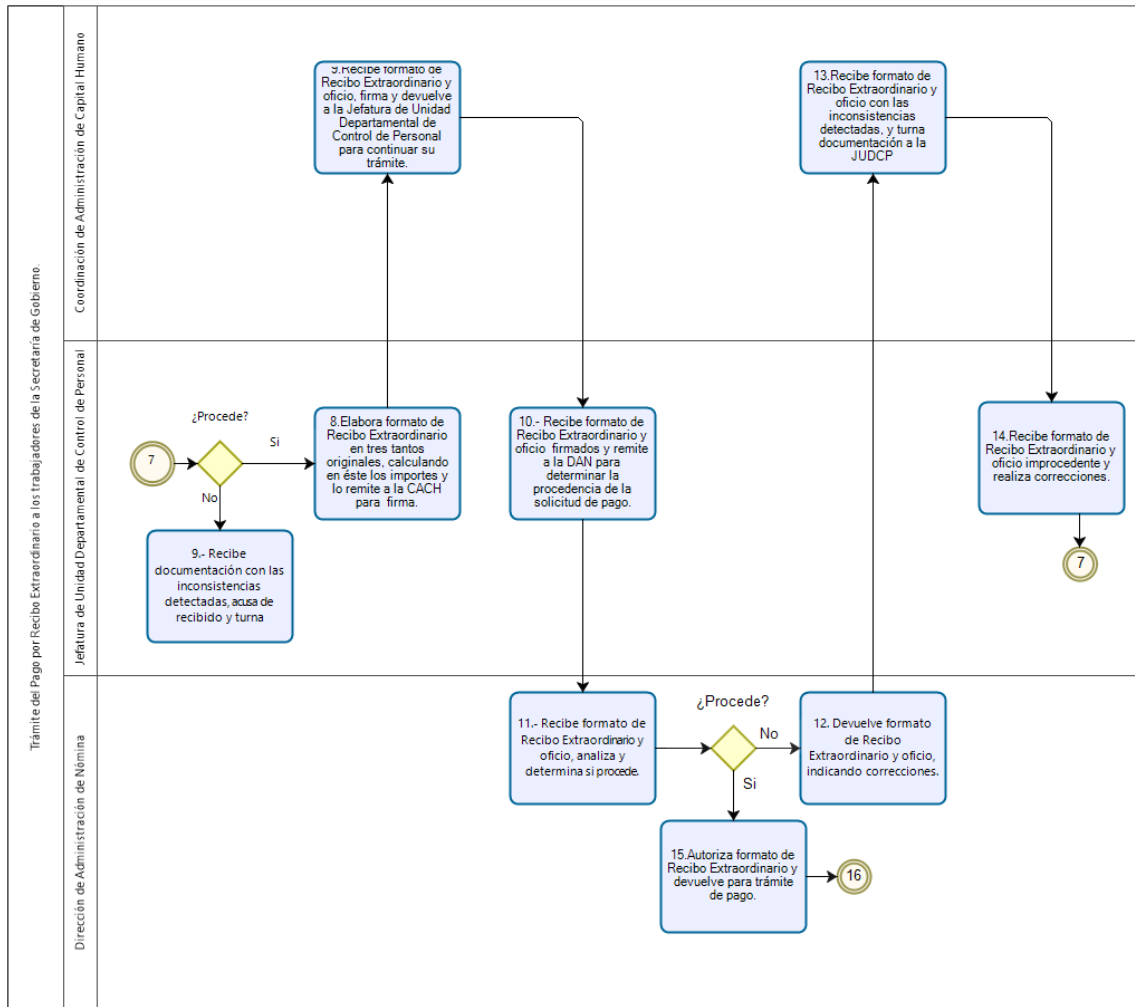 Trámite del Pago por Recibo Extraordinario a los trabajadores de la Secretaría de Gobierno.
Coordinación de Administración de Capital Humano
9.Recibe formato de
Recibo Extraordinario y
oficio, firma y devuelve
a la Jefatura de Unidad
Departamental de
Control de Personal
para continuar su
trámite.
13.Recibe formato de
Recibo Extraordinario y
oficio con las
inconsistencias
detectadas, y turna
documentación a la
JUDCP
Jefatura de Unidad Departamental de Control de Personal
7
¿Procede?
Si
No
8.Elabora formato de
Recibo Extraordinario
en tres tantos
originales, calculando
en éste los importes y
lo remite a la CACH
para firma.
9.- Recibe
documentación con las
inconsistencias
detectadas, acusa de
recibido y turna
10.- Recibe formato de
Recibo Extraordinario y
oficio firmados y remite
a la DAN para
determinar la
procedencia de la
solicitud de pago.
14.Recibe formato de
Recibo Extraordinario y
oficio improcedente y
realiza correcciones.
7
Dirección de Administración de Nómina
11.- Recibe formato de
Recibo Extraordinario y
oficio, analiza y
determina si procede.
¿Procede?
No
Si
12. Devuelve formato
de Recibo
Extraordinario y oficio,
indicando correcciones.
15.Autoriza formato de
Recibo Extraordinario y
devuelve para trámite
de pago.
16